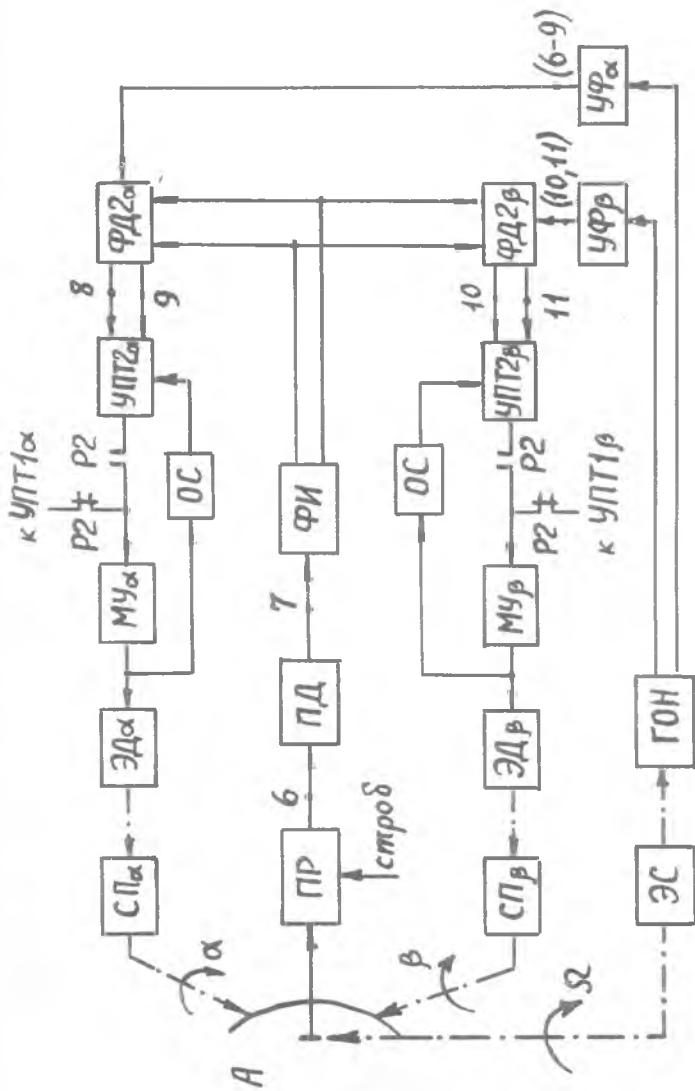 к УПТ1α
Р2 Р2
СПα
ЭДα
МУα
УПТ2α
8
9
ФД2α
ОС
α
А
ПР
6
ПД
7
ФИ
строб
β
СПβ
ЭДβ
МУβ
ОС
УПТ2β
10
11
ФД2β
(10,11)
(6-9)
Р2 Р2
к УПТ1β
УФβ
УФα
Ω
ЭС
ГОН